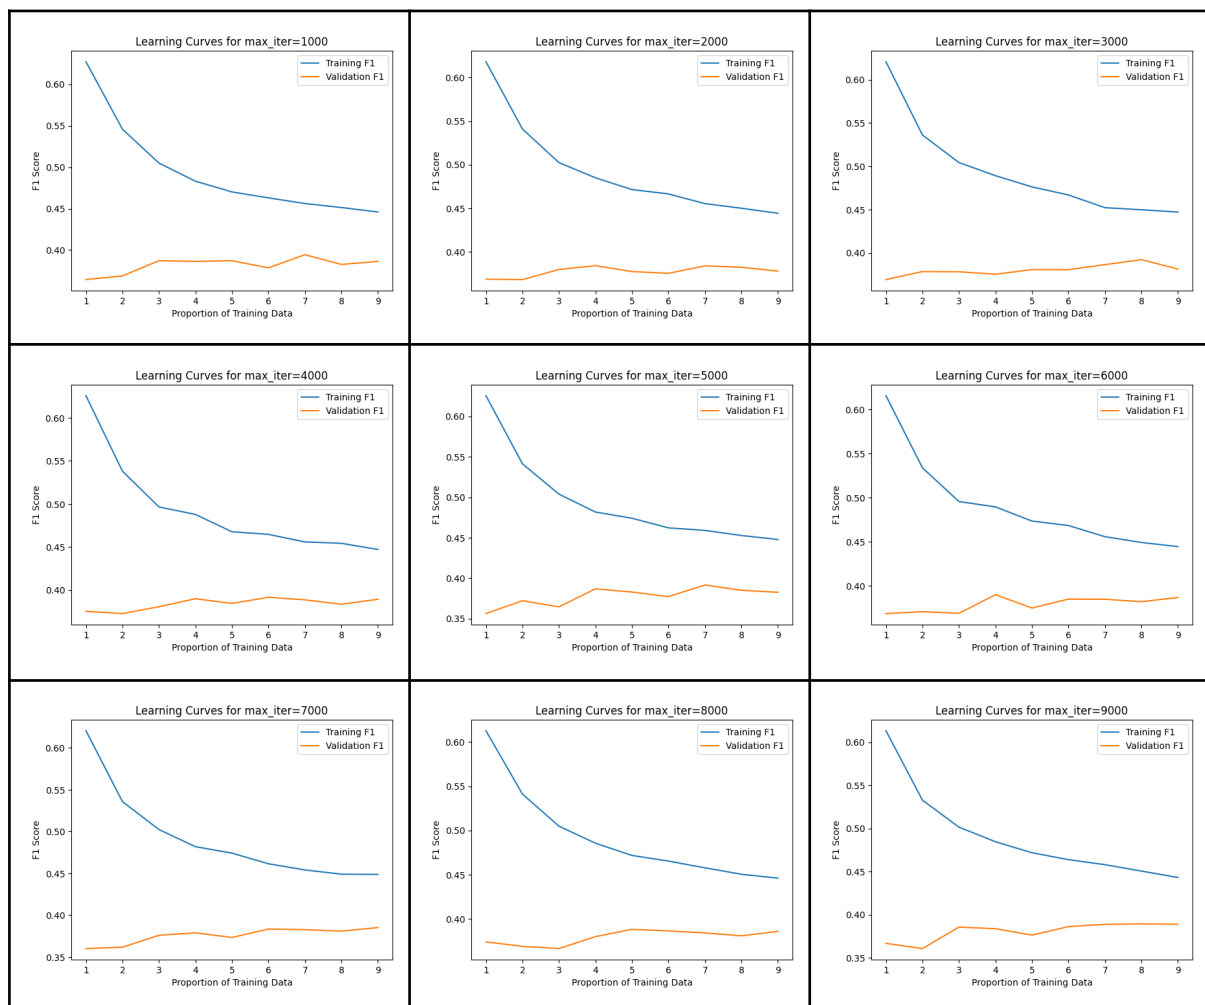 Learning Curves for max_iter=1000
Training F1
Validation F1
0.60
0.55
0.50
0.45
0.40
F1 Score
1 2 3 4 5 6 7 8 9
Proportion of Training Data
Learning Curves for max_iter=2000
Training F1
Validation F1
0.60
0.55
0.50
0.45
0.40
F1 Score
1 2 3 4 5 6 7 8 9
Proportion of Training Data
Learning Curves for max_iter=3000
Training F1
Validation F1
0.60
0.55
0.50
0.45
0.40
F1 Score
1 2 3 4 5 6 7 8 9
Proportion of Training Data
Learning Curves for max_iter=4000
Training F1
Validation F1
0.60
0.55
0.50
0.45
0.40
F1 Score
1 2 3 4 5 6 7 8 9
Proportion of Training Data
Learning Curves for max_iter=5000
Training F1
Validation F1
0.60
0.55
0.50
0.45
0.40
0.35
F1 Score
1 2 3 4 5 6 7 8 9
Proportion of Training Data
Learning Curves for max_iter=6000
Training F1
Validation F1
0.60
0.55
0.50
0.45
0.40
F1 Score
1 2 3 4 5 6 7 8 9
Proportion of Training Data
Learning Curves for max_iter=7000
Training F1
Validation F1
0.60
0.55
0.50
0.45
0.40
0.35
F1 Score
1 2 3 4 5 6 7 8 9
Proportion of Training Data
Learning Curves for max_iter=8000
Training F1
Validation F1
0.60
0.55
0.50
0.45
0.40
F1 Score
1 2 3 4 5 6 7 8 9
Proportion of Training Data
Learning Curves for max_iter=9000
Training F1
Validation F1
0.60
0.55
0.50
0.45
0.40
0.35
F1 Score
1 2 3 4 5 6 7 8 9
Proportion of Training Data